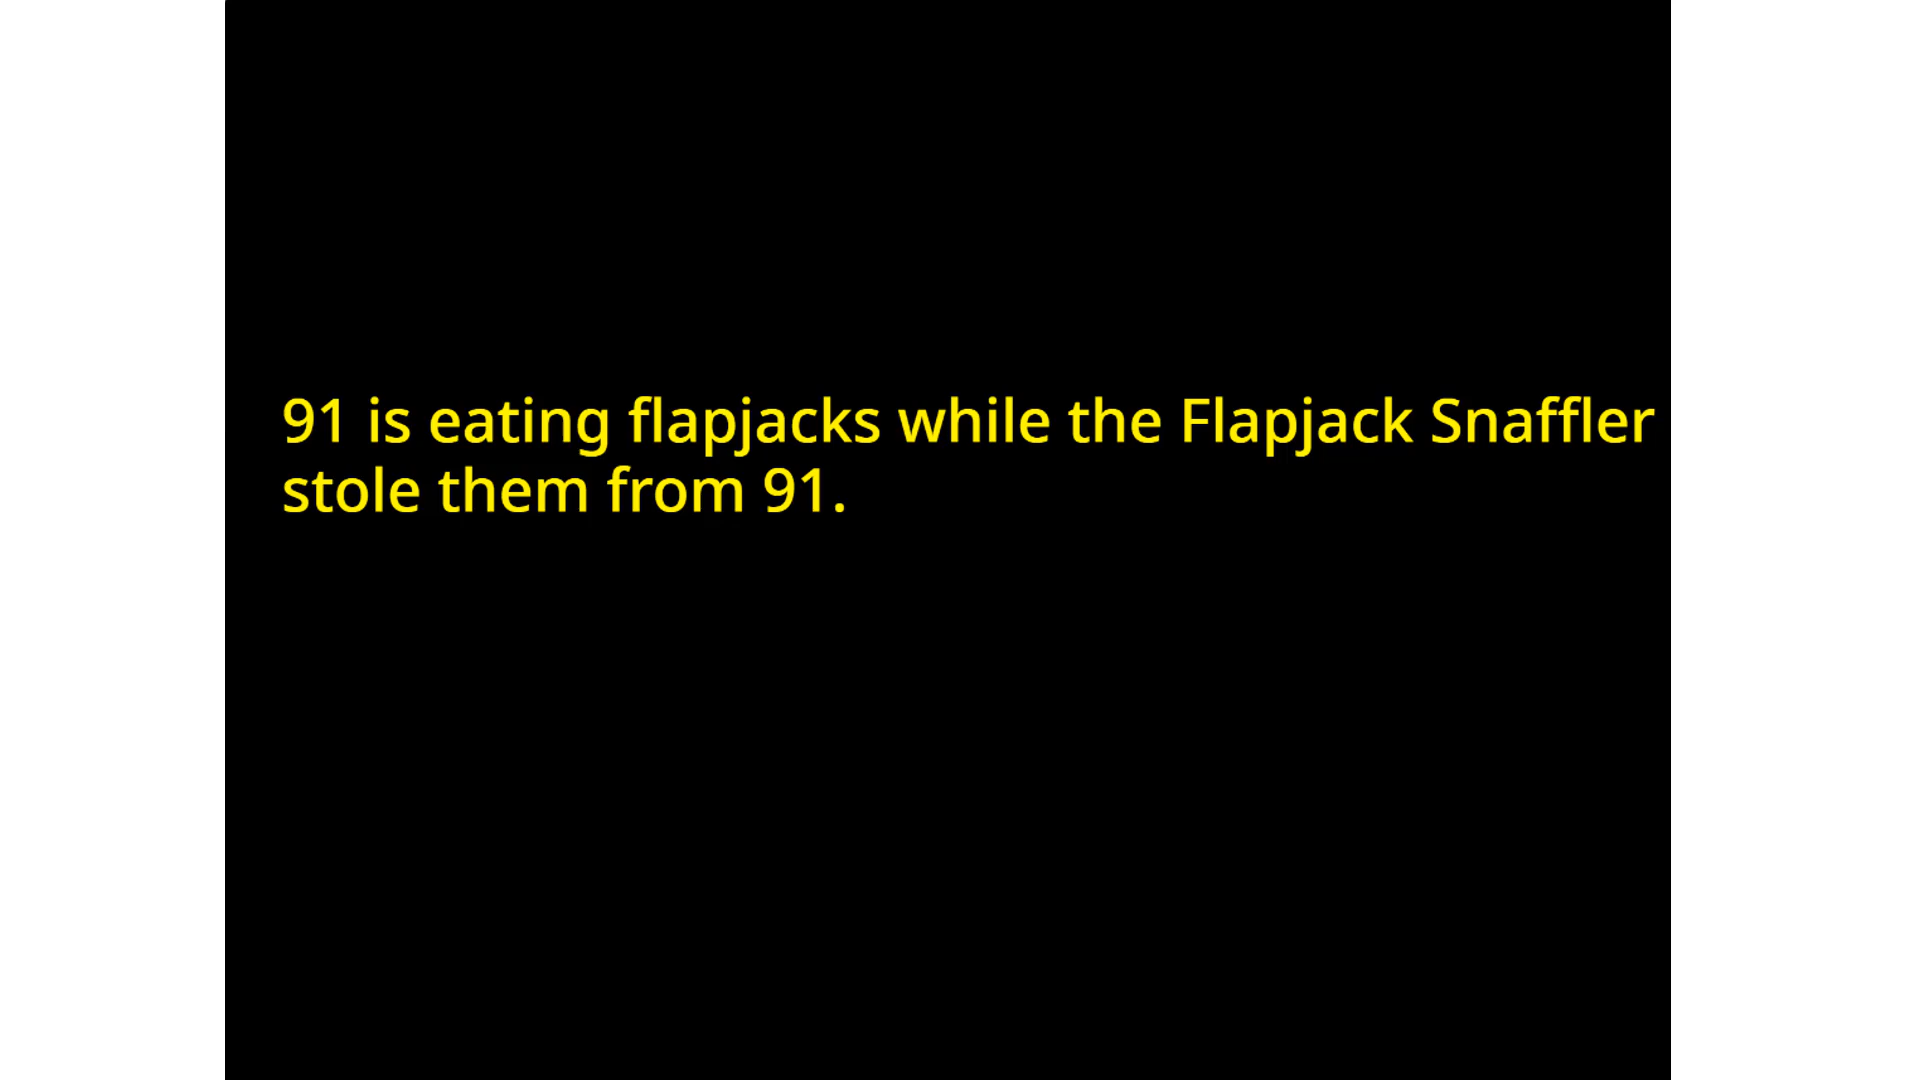 91 is eating flapjacks while the Flapjack Snaffler
stole them from 91.